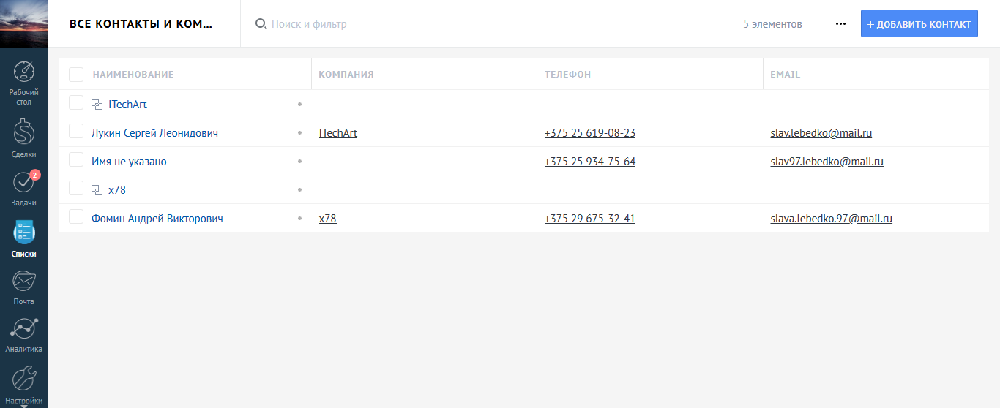 ВСЕ КОНТАКТЫ И КОМ...
Поиск и фильтр
5 элементов
•••
+ ДОБАВИТЬ КОНТАКТ
Рабочий
стол
Сделки
2
Задачи
Списки
Почта
Аналитика
Настройки
НАИМЕНОВАНИЕ КОМПАНИЯ ТЕЛЕФОН EMAIL
ITechArt
Лукин Сергей Леонидович ITechArt +375 25 619-08-23 slav.lebedko@mail.ru
Имя не указано +375 25 934-75-64 slav97.lebedko@mail.ru
x78
Фомин Андрей Викторович x78 +375 29 675-32-41 slava.lebedko.97@mail.ru